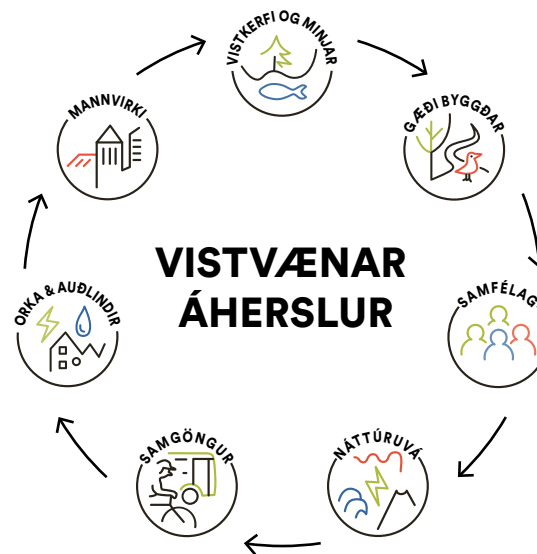 VISTKERFI OG MINJAR
GÆÐI BYGGÐAR
SAMFÉLAG
NÁTTÚRUVÁ
SAMGÖNGUR
ORKA & AUÐLINDIR
MANNVIRKI
VISTVÆNAR
ÁHERSLUR